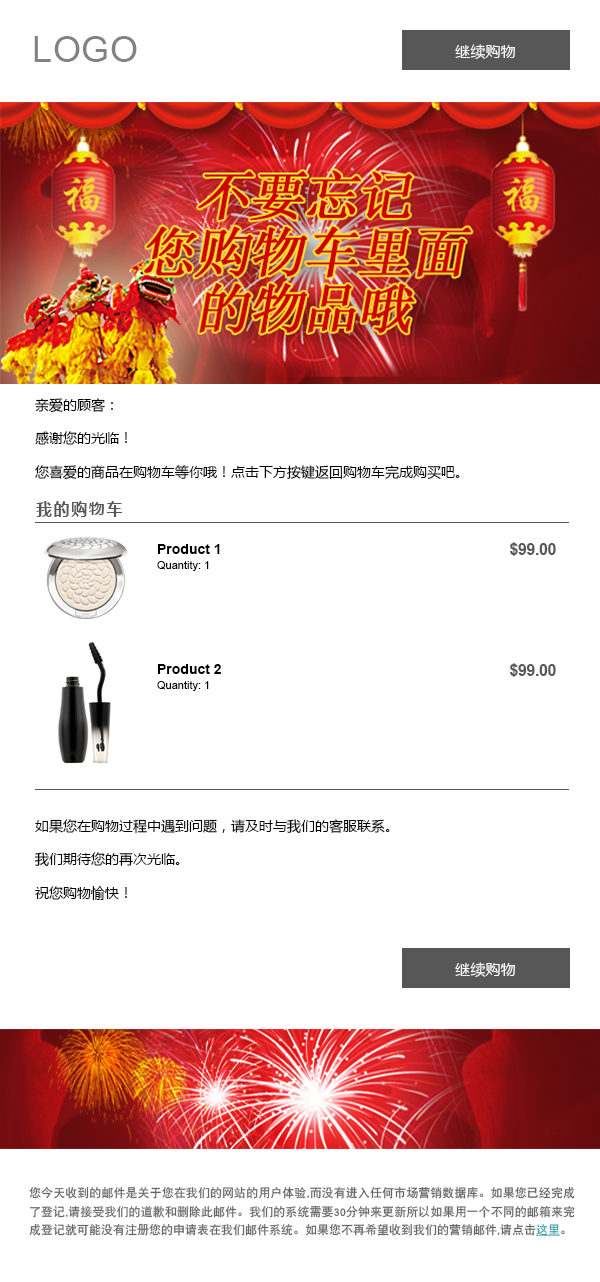 LOGO
继续购物
福
福
不要忘记
您购物车里面
的物品哦
亲爱的顾客：
感谢您的光临！
您喜爱的商品在购物车等你哦！点击下方按键返回购物车完成购买吧。
我的购物车
Product 1
$99.00
Quantity: 1
Product 2
$99.00
Quantity: 1
如果您在购物过程中遇到问题，请及时与我们的客服联系。
我们期待您的再次光临。
祝您购物愉快！
继续购物
您今天收到的邮件是关于您在我们的网站的用户体验,而没有进入任何市场营销数据库。如果您已经完成
了登记,请接受我们的道歉和删除此邮件。我们的系统需要30分钟来更新所以如果用一个不同的邮箱来完
成登记就可能没有注册您的申请表在我们邮件系统。如果您不再希望收到我们的营销邮件,请点击这里。